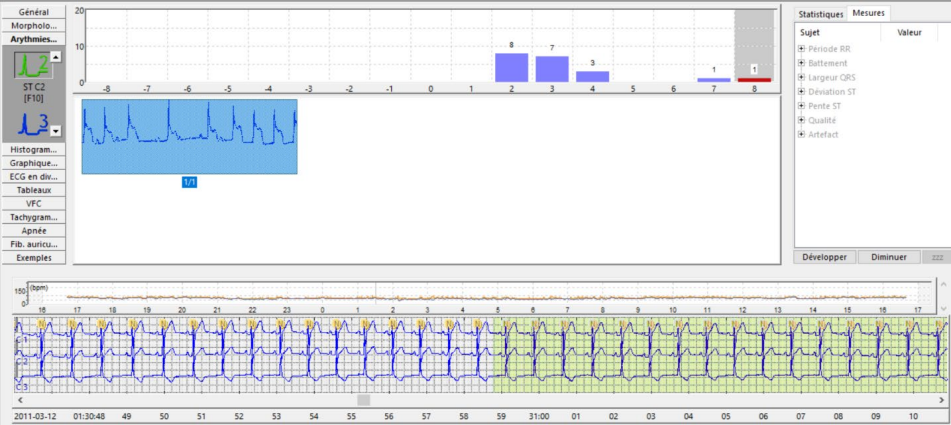 Général
Morpholo...
Arythmies...
2
ST C2
[F10]
3
Histogram...
Graphique...
ECG en div...
Tableaux
VFC
Tachygram...
Apnée
Fib. auricu...
Exemples
20
10
0
8 7 3 1 1
-8 -7 -6 -5 -4 -3 -2 -1 0 1 2 3 4 5 6 7 8
1/1
Statistiques Mesures
Sujet Valeur
Période RR
Battement
Largeur QRS
Déviation ST
Pente ST
Qualité
Artefact
Développer Diminuer zzz
150 (bpm)
0
16 17 18 19 20 21 22 23 0 1 2 3 4 5 6 7 8 9 10 11 12 13 14 15 16 17
N N N N N N N N N N N N N N N N N N N N N N N N N N N N N N N
C:3
2011-03-12 01:30:48 49 50 51 52 53 54 55 56 57 58 59 31:00 01 02 03 04 05 06 07 08 09 10